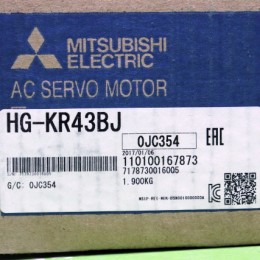 MITSUBISHI
ELECTRIC
AC SERVO MOTOR
HG-KR43BJ
0JC354
EAC
2017/01/06
110100167873
7178730016005
G/C: 0JC354
1.900KG